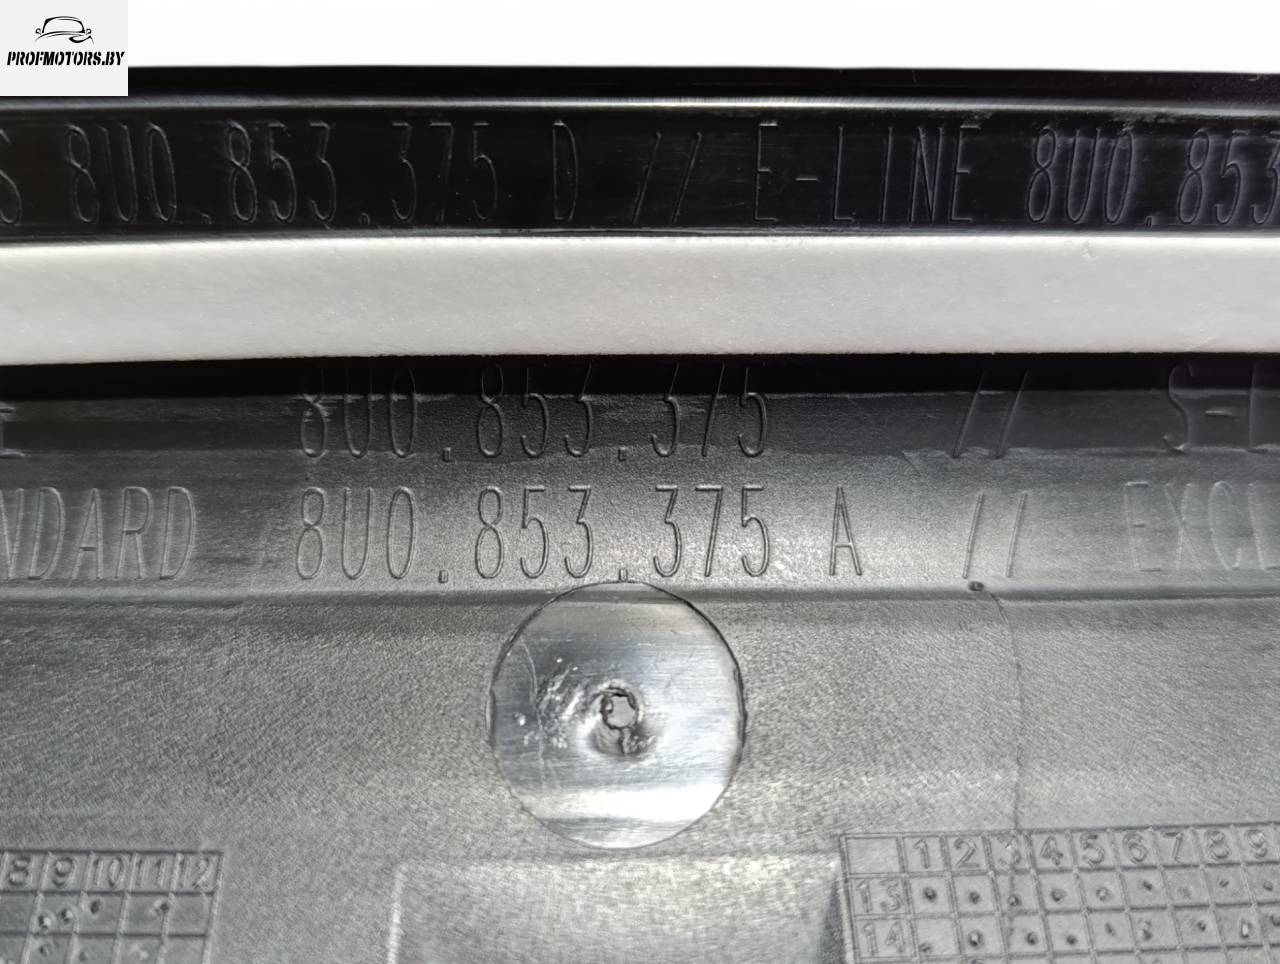 PROFMOTORS.BY
S 8U0.853.375 D // E-LINE 8U0.853
8U0.853.375 // S-L
NDARD 8U0.853.375 A // EXCL
8 9 10 11 12
1 2 3 4 5 6 7 8 9
13
14